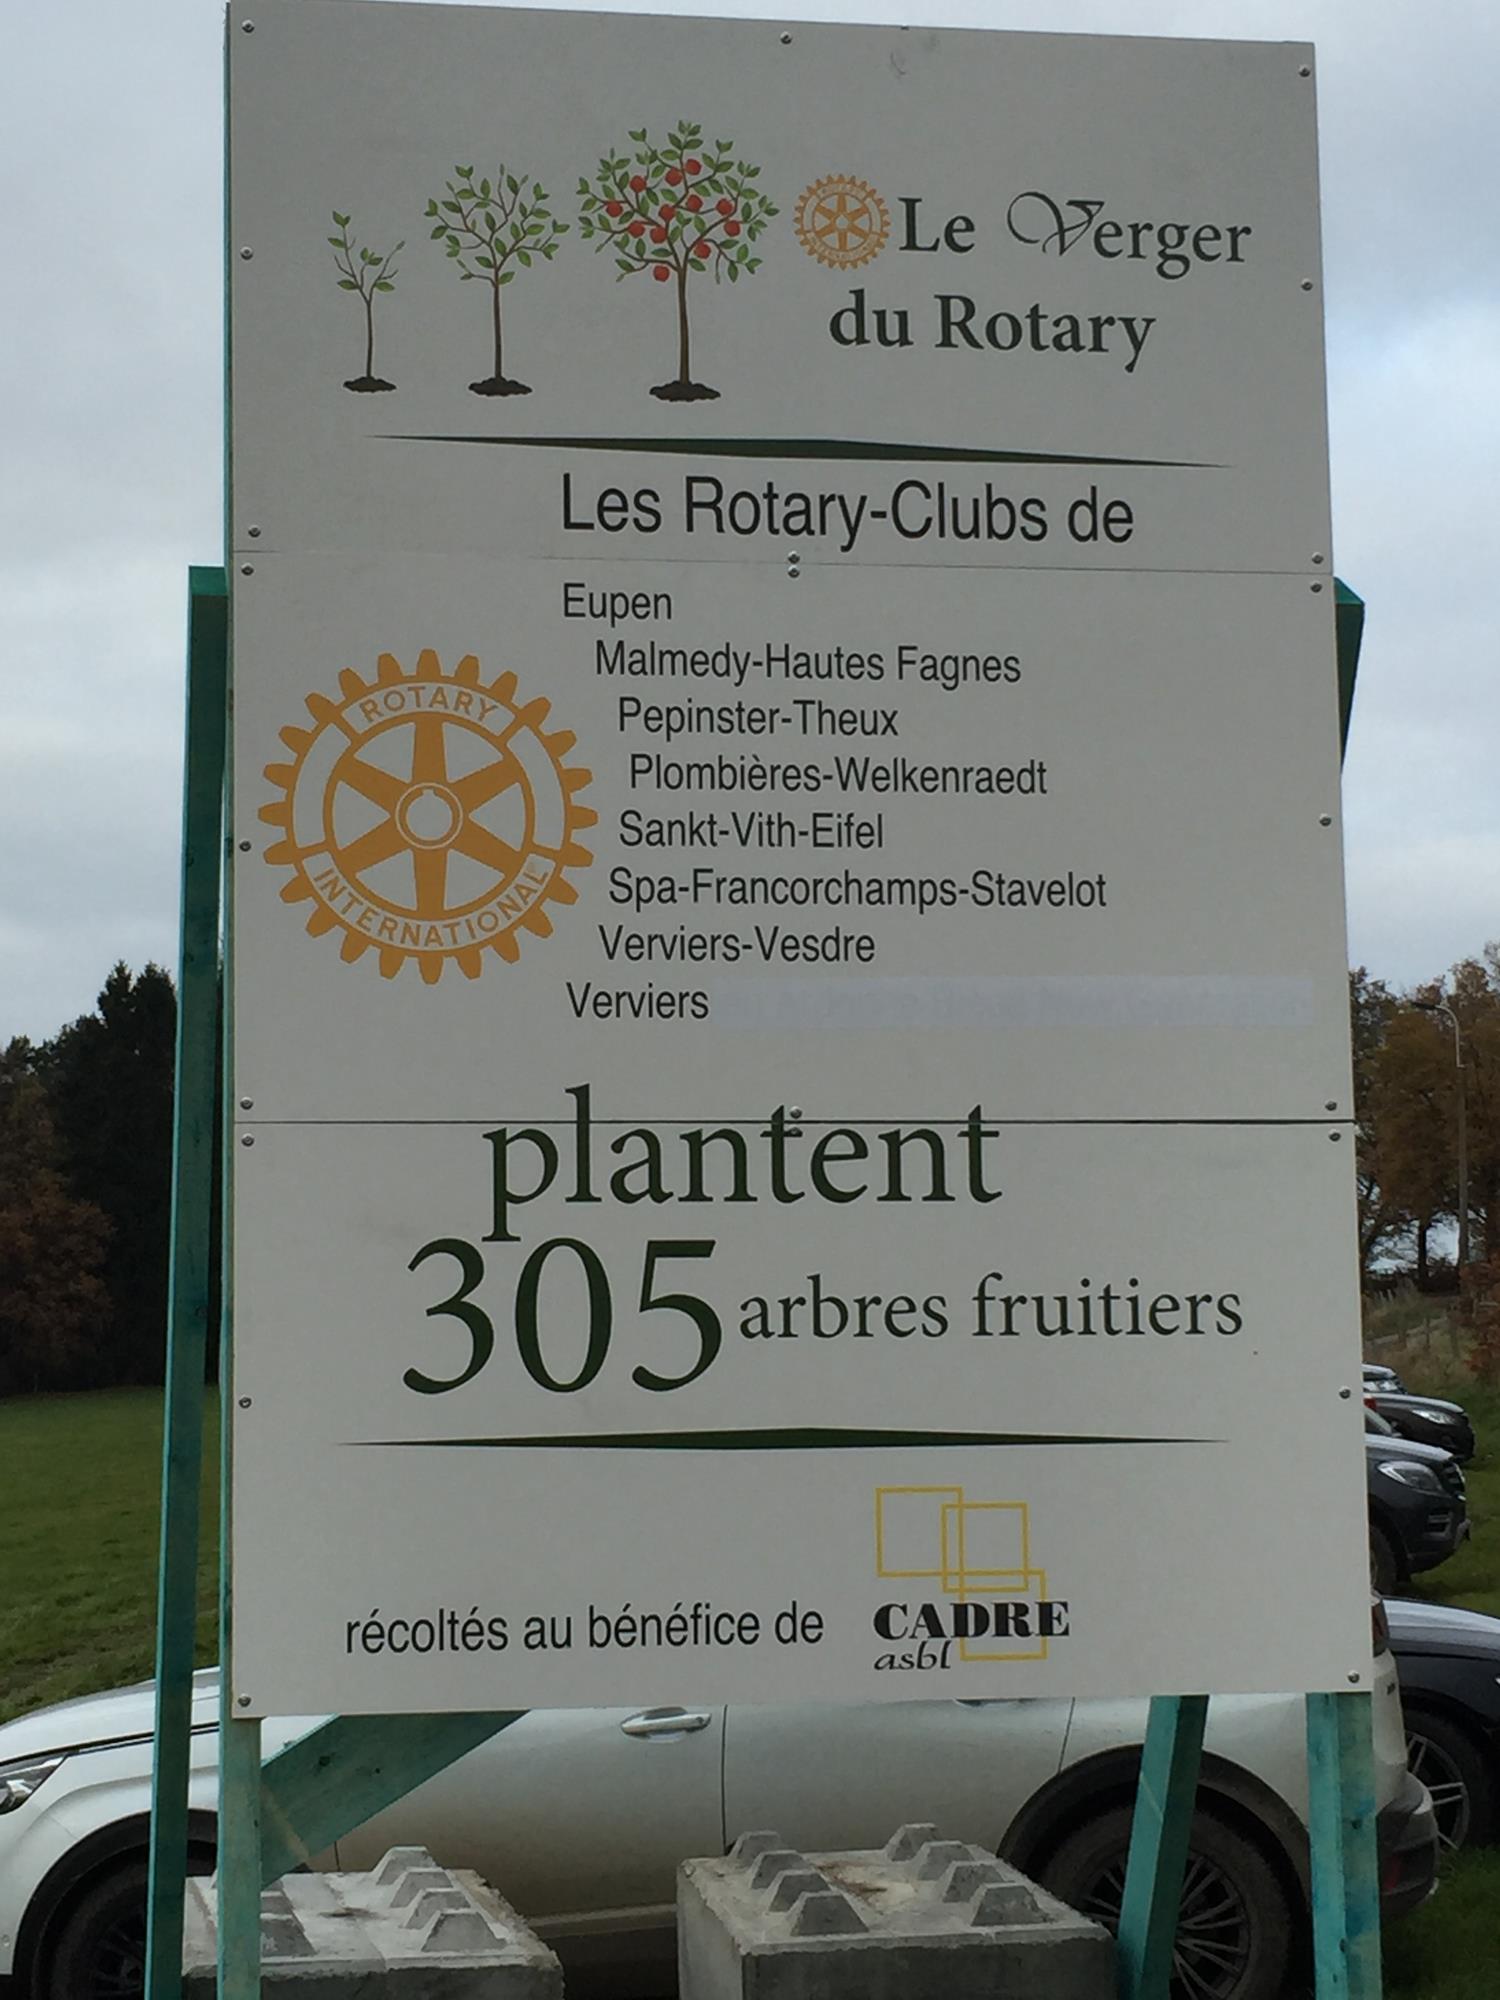 Le Verger
du Rotary
Les Rotary-Clubs de
Eupen
Malmedy-Hautes Fagnes
Pepinster-Theux
Plombières-Welkenraedt
Sankt-Vith-Eifel
Spa-Francorchamps-Stavelot
Verviers-Vesdre
Verviers
ROTARY
INTERNATIONAL
plantent
305 arbres fruitiers
récoltés au bénéfice de
CADRE
asbl